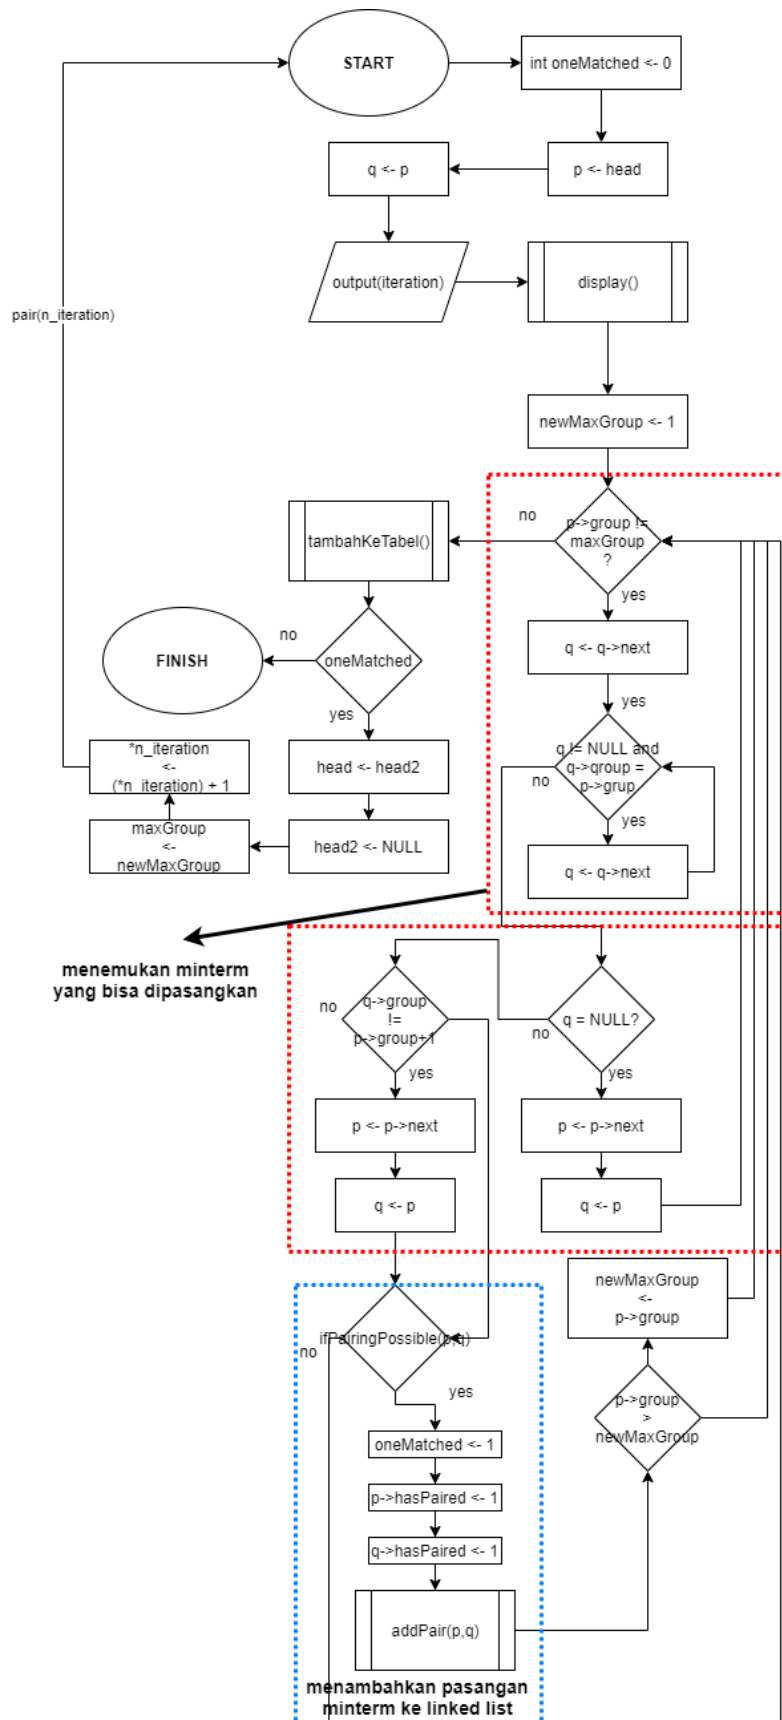 START
int oneMatched <- 0
q <- p
p <- head
output(iteration)
display()
pair(n_iteration)
newMaxGroup <- 1
no
p->group !=
maxGroup
?
tambahKeTabel()
yes
q <- q->next
no
oneMatched
FINISH
yes
yes
*n_iteration
<-
(*n_iteration) + 1
head <- head2
q != NULL and
q->group =
p->grup
no
yes
maxGroup
<-
newMaxGroup
head2 <- NULL
q <- q->next
menemukan minterm
yang bisa dipasangkan
no
q->group
!=
p->group+1
q = NULL?
no
yes
yes
p <- p->next
p <- p->next
q <- p
q <- p
newMaxGroup
<-
p->group
ifPairingPossible(p,q)
no
yes
p->group
>
newMaxGroup
oneMatched <- 1
p->hasPaired <- 1
q->hasPaired <- 1
addPair(p,q)
menambahkan pasangan
minterm ke linked list